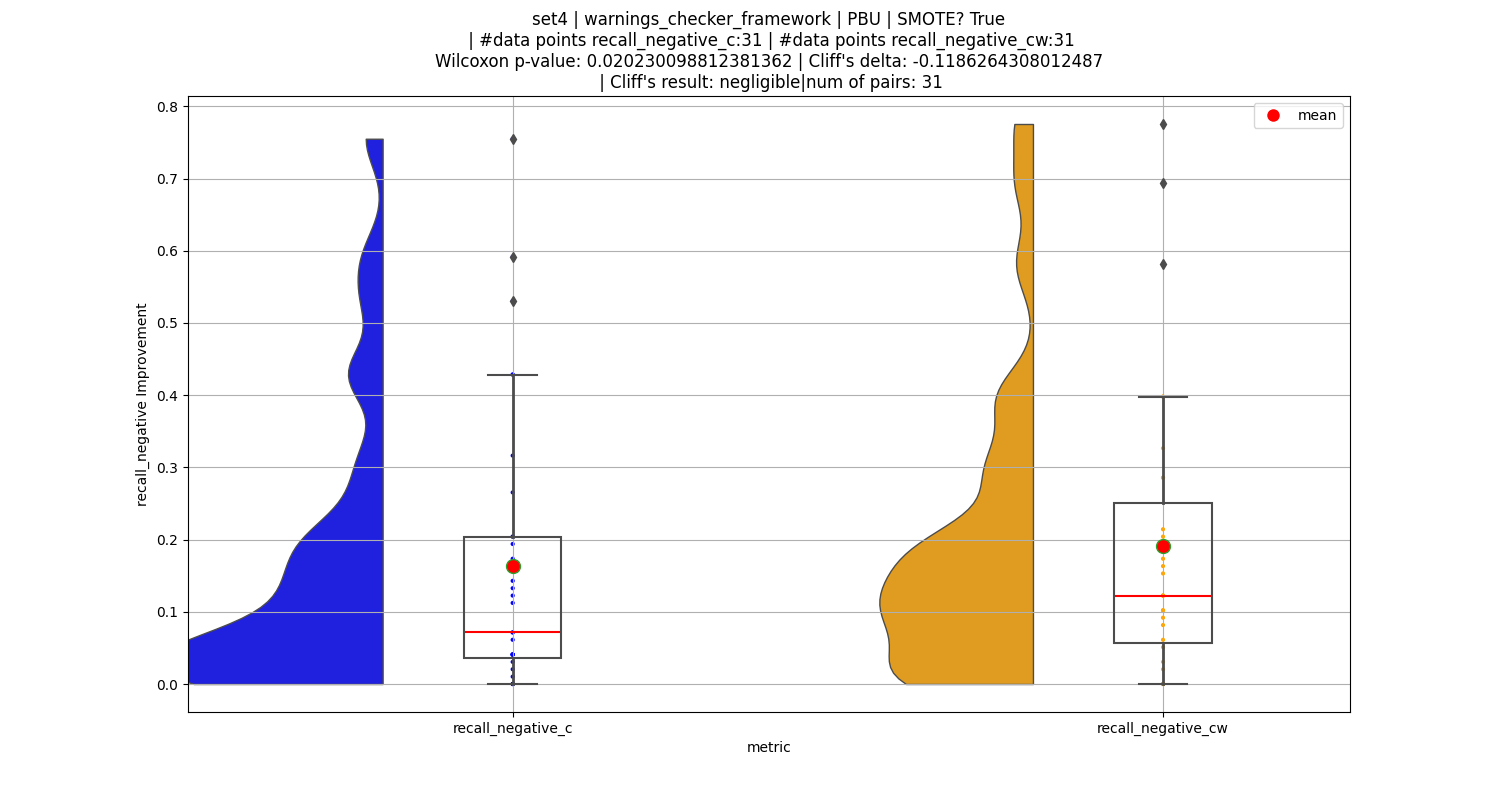 set4 | warnings_checker_framework | PBU | SMOTE? True
| #data points recall_negative_c:31 | #data points recall_negative_cw:31
Wilcoxon p-value: 0.020230098812381362 | Cliff's delta: -0.1186264308012487
| Cliff's result: negligible|num of pairs: 31
mean
0.8
0.7
0.6
0.5
0.4
0.3
0.2
0.1
0.0
recall_negative Improvement
recall_negative_c
recall_negative_cw
metric